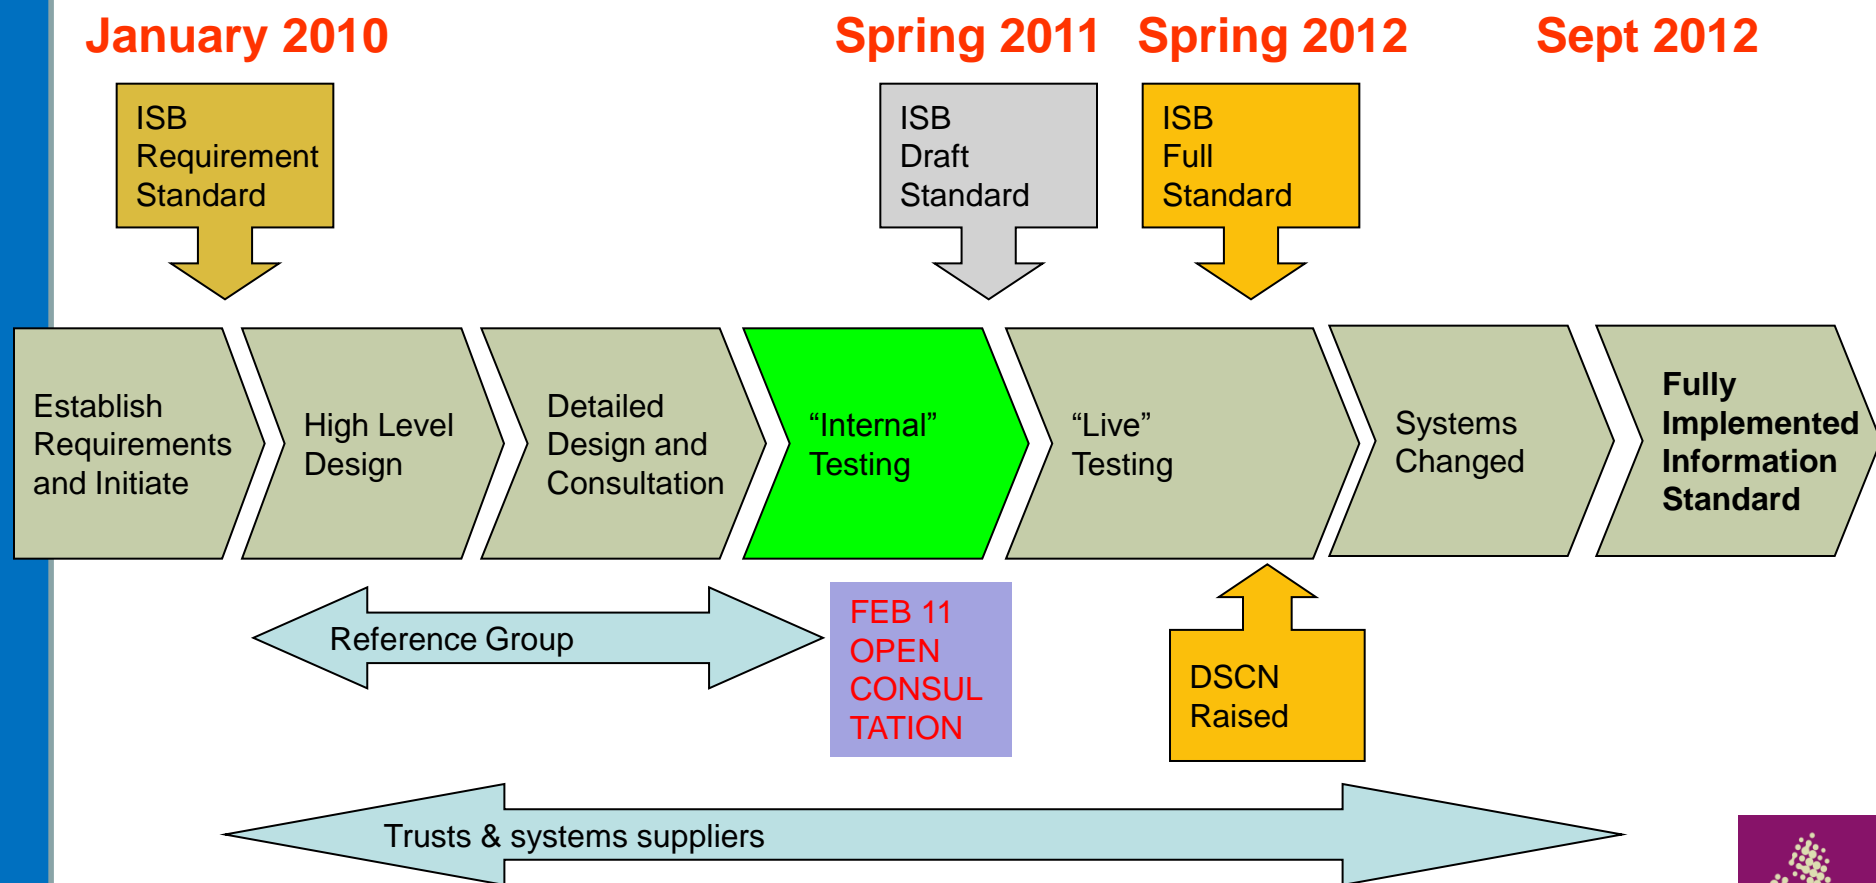 January 2010
Spring 2011
Spring 2012
Sept 2012
ISB
Requirement
Standard
ISB
Draft
Standard
ISB
Full
Standard
Establish
Requirements
and Initiate
High Level
Design
Detailed
Design and
Consultation
“Internal”
Testing
“Live”
Testing
Systems
Changed
Fully
Implemented
Information
Standard
Reference Group
FEB 11
OPEN
CONSUL
TATION
DSCN
Raised
Trusts & systems suppliers